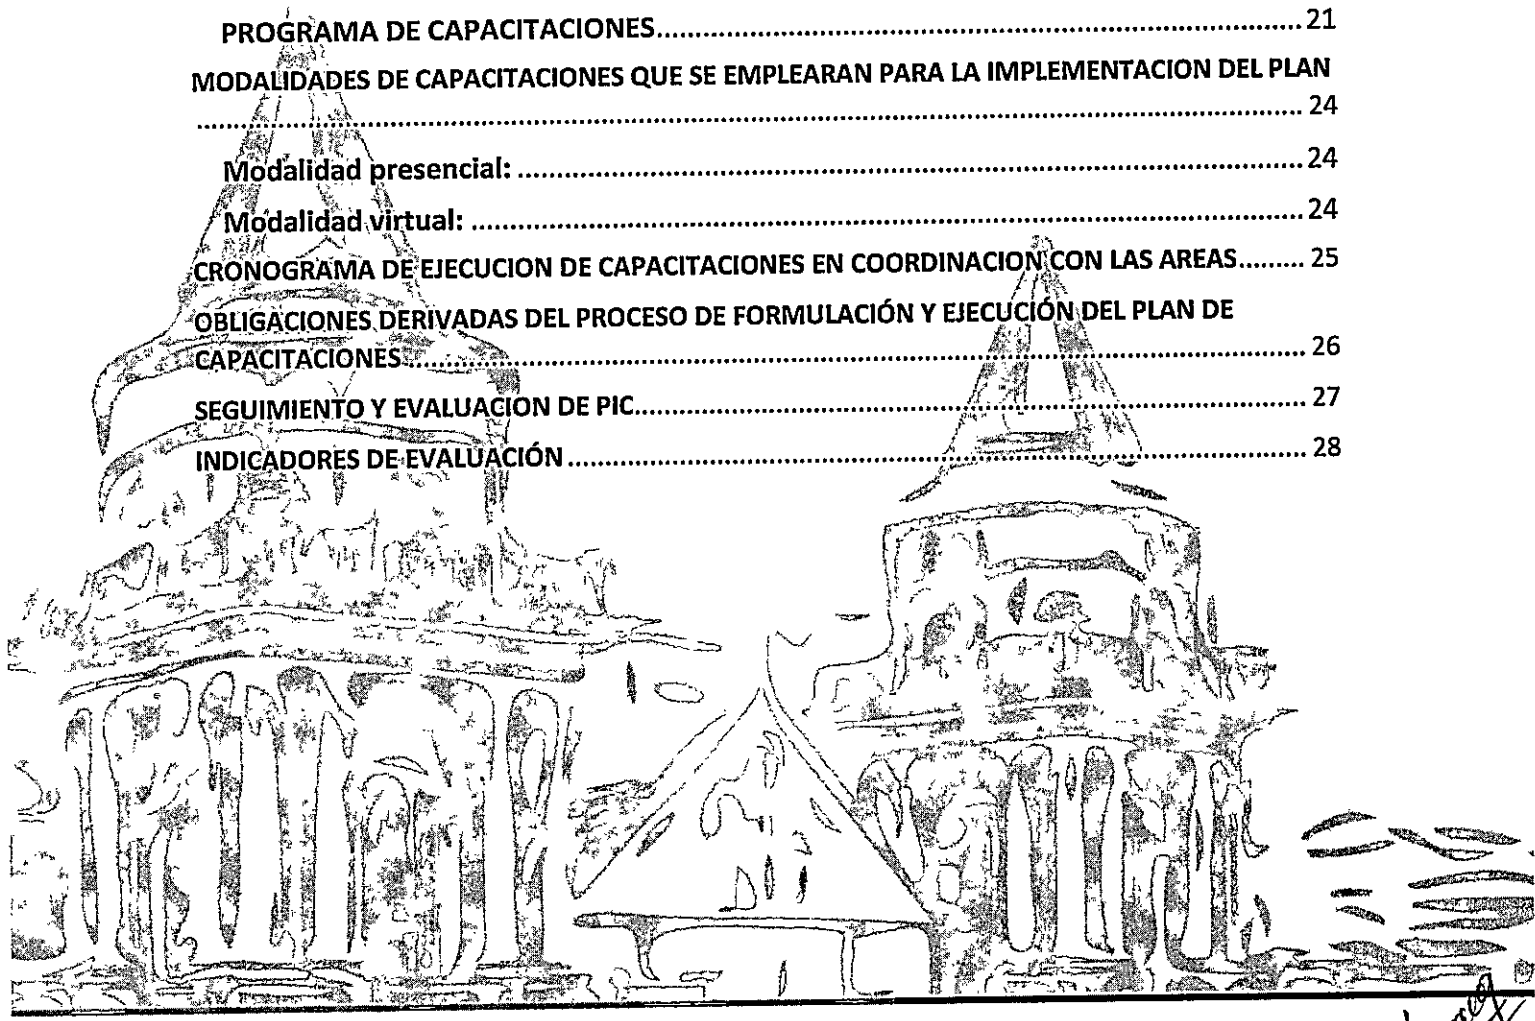 PROGRAMA DE CAPACITACIONES........................................................................................21
MODALIDADES DE CAPACITACIONES QUE SE EMPLEARAN PARA LA IMPLEMENTACION DEL PLAN
........................................................................................................................................ 24
Modalidad presencial: ................................................................................................ 24
Modalidad virtual: ...................................................................................................... 24
CRONOGRAMA DE EJECUCION DE CAPACITACIONES EN COORDINACION CON LAS AREAS......... 25
OBLIGACIONES DERIVADAS DEL PROCESO DE FORMULACIÓN Y EJECUCIÓN DEL PLAN DE
CAPACITACIONES............................................................................................................... 26
SEGUIMIENTO Y EVALUACION DE PIC.................................................................................. 27
INDICADORES DE EVALUACIÓN ........................................................................................... 28